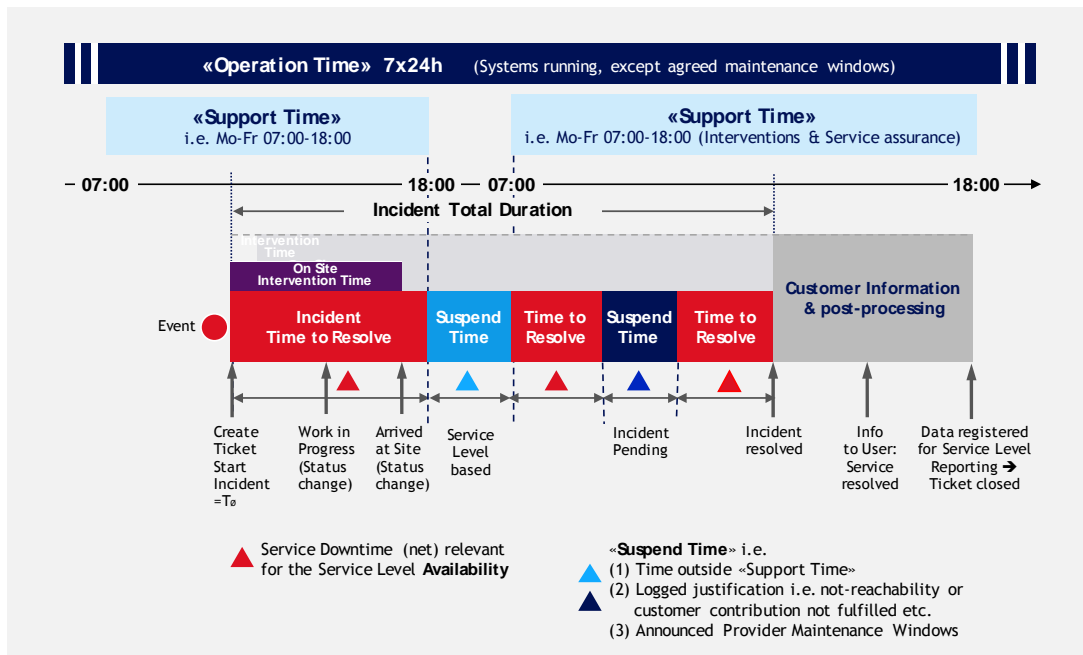 «Operation Time» 7x24h (Systems running, except agreed maintenance windows)
«Support Time»
i.e. Mo-Fr 07:00-18:00
«Support Time»
i.e. Mo-Fr 07:00-18:00 (Interventions & Service assurance)
07:00
18:00
07:00
18:00
Incident Total Duration
Intervention
Time
On Site
Intervention Time
Event
Incident
Time to Resolve
Suspend
Time
Time to
Resolve
Suspend
Time
Time to
Resolve
Customer Information
& post-processing
Create
Ticket
Start
Incident
=Tø
Work in
Progress
(Status
change)
Arrived
at Site
(Status
change)
Service
Level
based
Incident
Pending
Incident
resolved
Info
to User:
Service
resolved
Data registered
for Service Level
Reporting ➔
Ticket closed
Service Downtime (net) relevant
for the Service Level Availability
«Suspend Time» i.e.
(1) Time outside «Support Time»
(2) Logged justification i.e. not-reachability or
customer contribution not fulfilled etc.
(3) Announced Provider Maintenance Windows